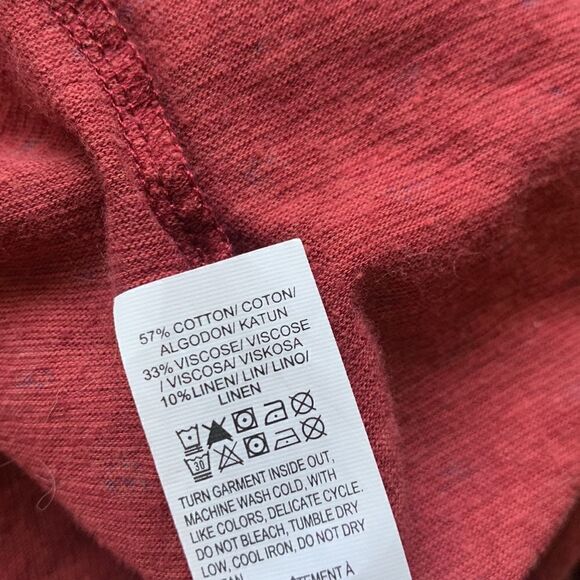 57% COTTON/ COTON/
ALGODON/ KATUN
33% VISCOSE/ VISCOSE
/ VISCOSA/ VISKOSA
10% LINEN/ LIN/ LINO/
LINEN
30
TURN GARMENT INSIDE OUT,
MACHINE WASH COLD, WITH
LIKE COLORS, DELICATE CYCLE.
DO NOT BLEACH, TUMBLE DRY
LOW, COOL IRON, DO NOT DRY